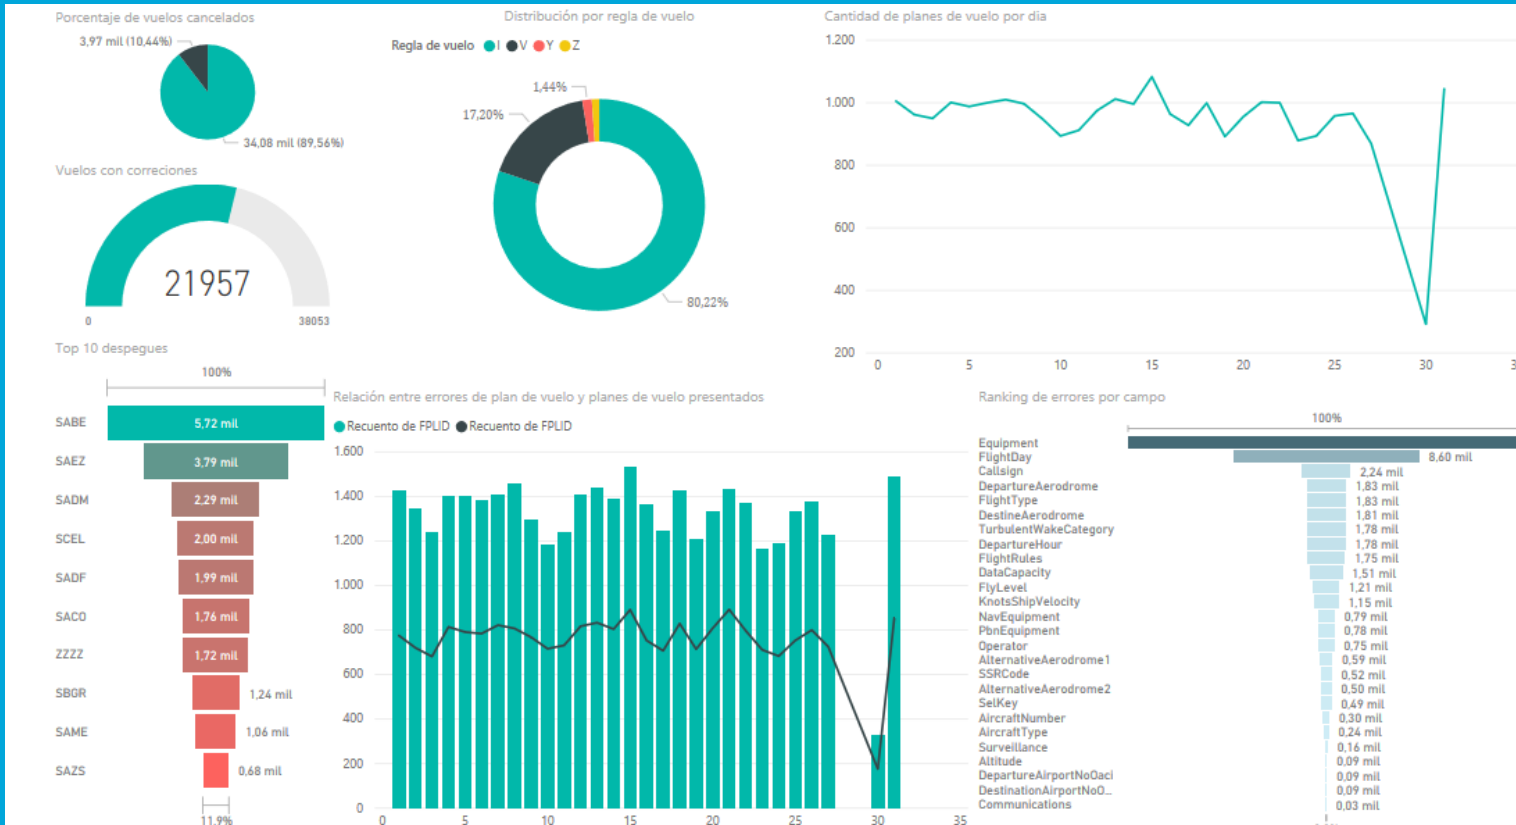 Porcentaje de vuelos cancelados
3,97 mil (10,44%)
34,08 mil (89,56%)
Vuelos con correciones
21957
0
38053
Distribución por regla de vuelo
Regla de vuelo I V Y Z
1,44%
17,20%
80,22%
Cantidad de planes de vuelo por dia
1.200
1.000
800
600
400
200
0 5 10 15 20 25 30
Top 10 despegues
100%
SABE 5,72 mil
SAEZ 3,79 mil
SADM 2,29 mil
SCEL 2,00 mil
SADF 1,99 mil
SACO 1,76 mil
ZZZZ 1,72 mil
SBGR 1,24 mil
SAME 1,06 mil
SAZS 0,68 mil
11,9%
Relación entre errores de plan de vuelo y planes de vuelo presentados
Recuento de FPLID Recuento de FPLID
1.600
1.400
1.200
1.000
800
600
400
200
0
0 5 10 15 20 25 30 35
Ranking de errores por campo
100%
Equipment
FlightDay 8,60 mil
Callsign 2,24 mil
DepartureAerodrome 1,83 mil
FlightType 1,83 mil
DestineAerodrome 1,81 mil
TurbulentWakeCategory 1,78 mil
DepartureHour 1,78 mil
FlightRules 1,75 mil
DataCapacity 1,51 mil
FlyLevel 1,21 mil
KnotsShipVelocity 1,15 mil
NavEquipment 0,79 mil
PbnEquipment 0,78 mil
Operator 0,75 mil
AlternativeAerodrome1 0,59 mil
SSRCode 0,52 mil
AlternativeAerodrome2 0,50 mil
SelKey 0,49 mil
AircraftNumber 0,30 mil
AircraftType 0,24 mil
Surveillance 0,16 mil
Altitude 0,09 mil
DepartureAirportNoOaci 0,09 mil
DestinationAirportNoO... 0,09 mil
Communications 0,03 mil